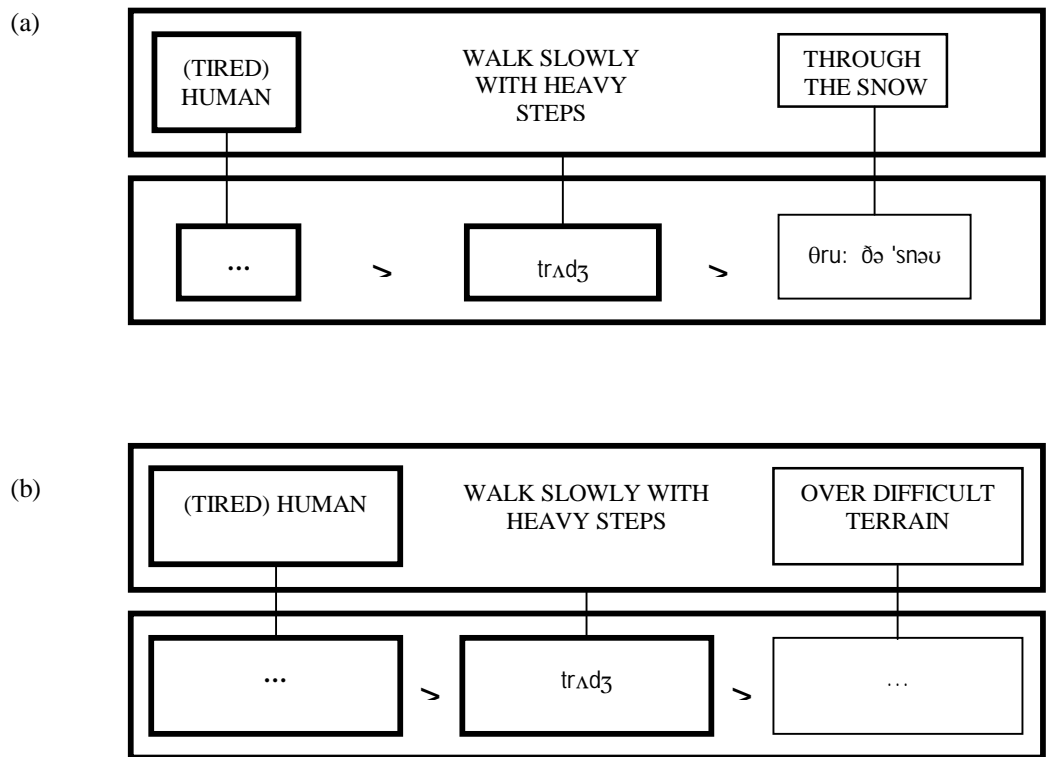 (a)
(TIRED)
HUMAN
WALK SLOWLY
WITH HEAVY
STEPS
THROUGH
THE SNOW
...
>
trʌdʒ
>
θru: ðə 'snəʊ
(b)
(TIRED) HUMAN
WALK SLOWLY WITH
HEAVY STEPS
OVER DIFFICULT
TERRAIN
...
>
trʌdʒ
>
...